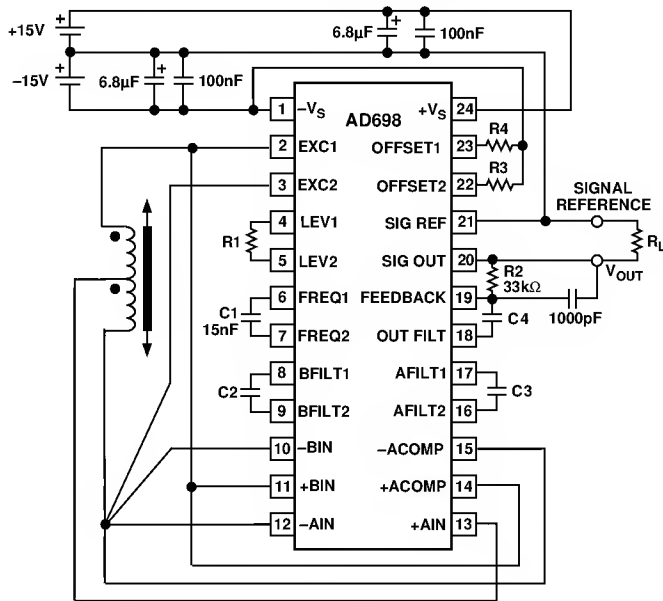 +15V
6.8µF
100nF
–15V
6.8µF
100nF
AD698
1 –VS
+VS 24
2 EXC1
OFFSET1 23
R4
3 EXC2
OFFSET2 22
R3
4 LEV1
SIG REF 21
SIGNAL
REFERENCE
R1
RL
5 LEV2
SIG OUT 20
VOUT
R2
33kΩ
6 FREQ1
FEEDBACK 19
C1
15nF
C4
1000pF
7 FREQ2
OUT FILT 18
8 BFILT1
AFILT1 17
C2
C3
9 BFILT2
AFILT2 16
10 –BIN
–ACOMP 15
11 +BIN
+ACOMP 14
12 –AIN
+AIN 13